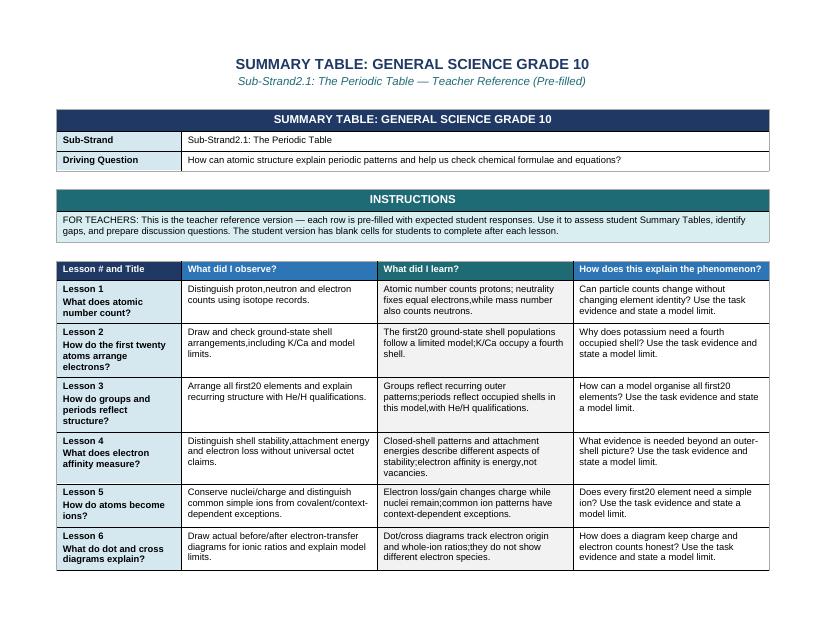 SUMMARY TABLE: GENERAL SCIENCE GRADE 10
Sub-Strand2.1: The Periodic Table — Teacher Reference (Pre-filled)
SUMMARY TABLE: GENERAL SCIENCE GRADE 10
Sub-Strand
Sub-Strand2.1: The Periodic Table
Driving Question
How can atomic structure explain periodic patterns and help us check chemical formulae and equations?
INSTRUCTIONS
FOR TEACHERS: This is the teacher reference version — each row is pre-filled with expected student responses. Use it to assess student Summary Tables, identify
gaps, and prepare discussion questions. The student version has blank cells for students to complete after each lesson.
Lesson # and Title
What did I observe?
What did I learn?
How does this explain the phenomenon?
Lesson 1
What does atomic
number count?
Distinguish proton,neutron and electron
counts using isotope records.
Atomic number counts protons; neutrality
fixes equal electrons,while mass number
also counts neutrons.
Can particle counts change without
changing element identity? Use the task
evidence and state a model limit.
Lesson 2
How do the first twenty
atoms arrange
electrons?
Draw and check ground-state shell
arrangements,including K/Ca and model
limits.
The first20 ground-state shell populations
follow a limited model;K/Ca occupy a fourth
shell.
Why does potassium need a fourth
occupied shell? Use the task evidence and
state a model limit.
Lesson 3
How do groups and
periods reflect
structure?
Arrange all first20 elements and explain
recurring structure with He/H qualifications.
Groups reflect recurring outer
patterns;periods reflect occupied shells in
this model,with He/H qualifications.
How can a model organise all first20
elements? Use the task evidence and state
a model limit.
Lesson 4
What does electron
affinity measure?
Distinguish shell stability,attachment energy
and electron loss without universal octet
claims.
Closed-shell patterns and attachment
energies describe different aspects of
stability;electron affinity is energy,not
vacancies.
What evidence is needed beyond an outer-
shell picture? Use the task evidence and
state a model limit.
Lesson 5
How do atoms become
ions?
Conserve nuclei/charge and distinguish
common simple ions from covalent/context-
dependent exceptions.
Electron loss/gain changes charge while
nuclei remain;common ion patterns have
context-dependent exceptions.
Does every first20 element need a simple
ion? Use the task evidence and state a
model limit.
Lesson 6
What do dot and cross
diagrams explain?
Draw actual before/after electron-transfer
diagrams for ionic ratios and explain model
limits.
Dot/cross diagrams track electron origin
and whole-ion ratios;they do not show
different electron species.
How does a diagram keep charge and
electron counts honest? Use the task
evidence and state a model limit.